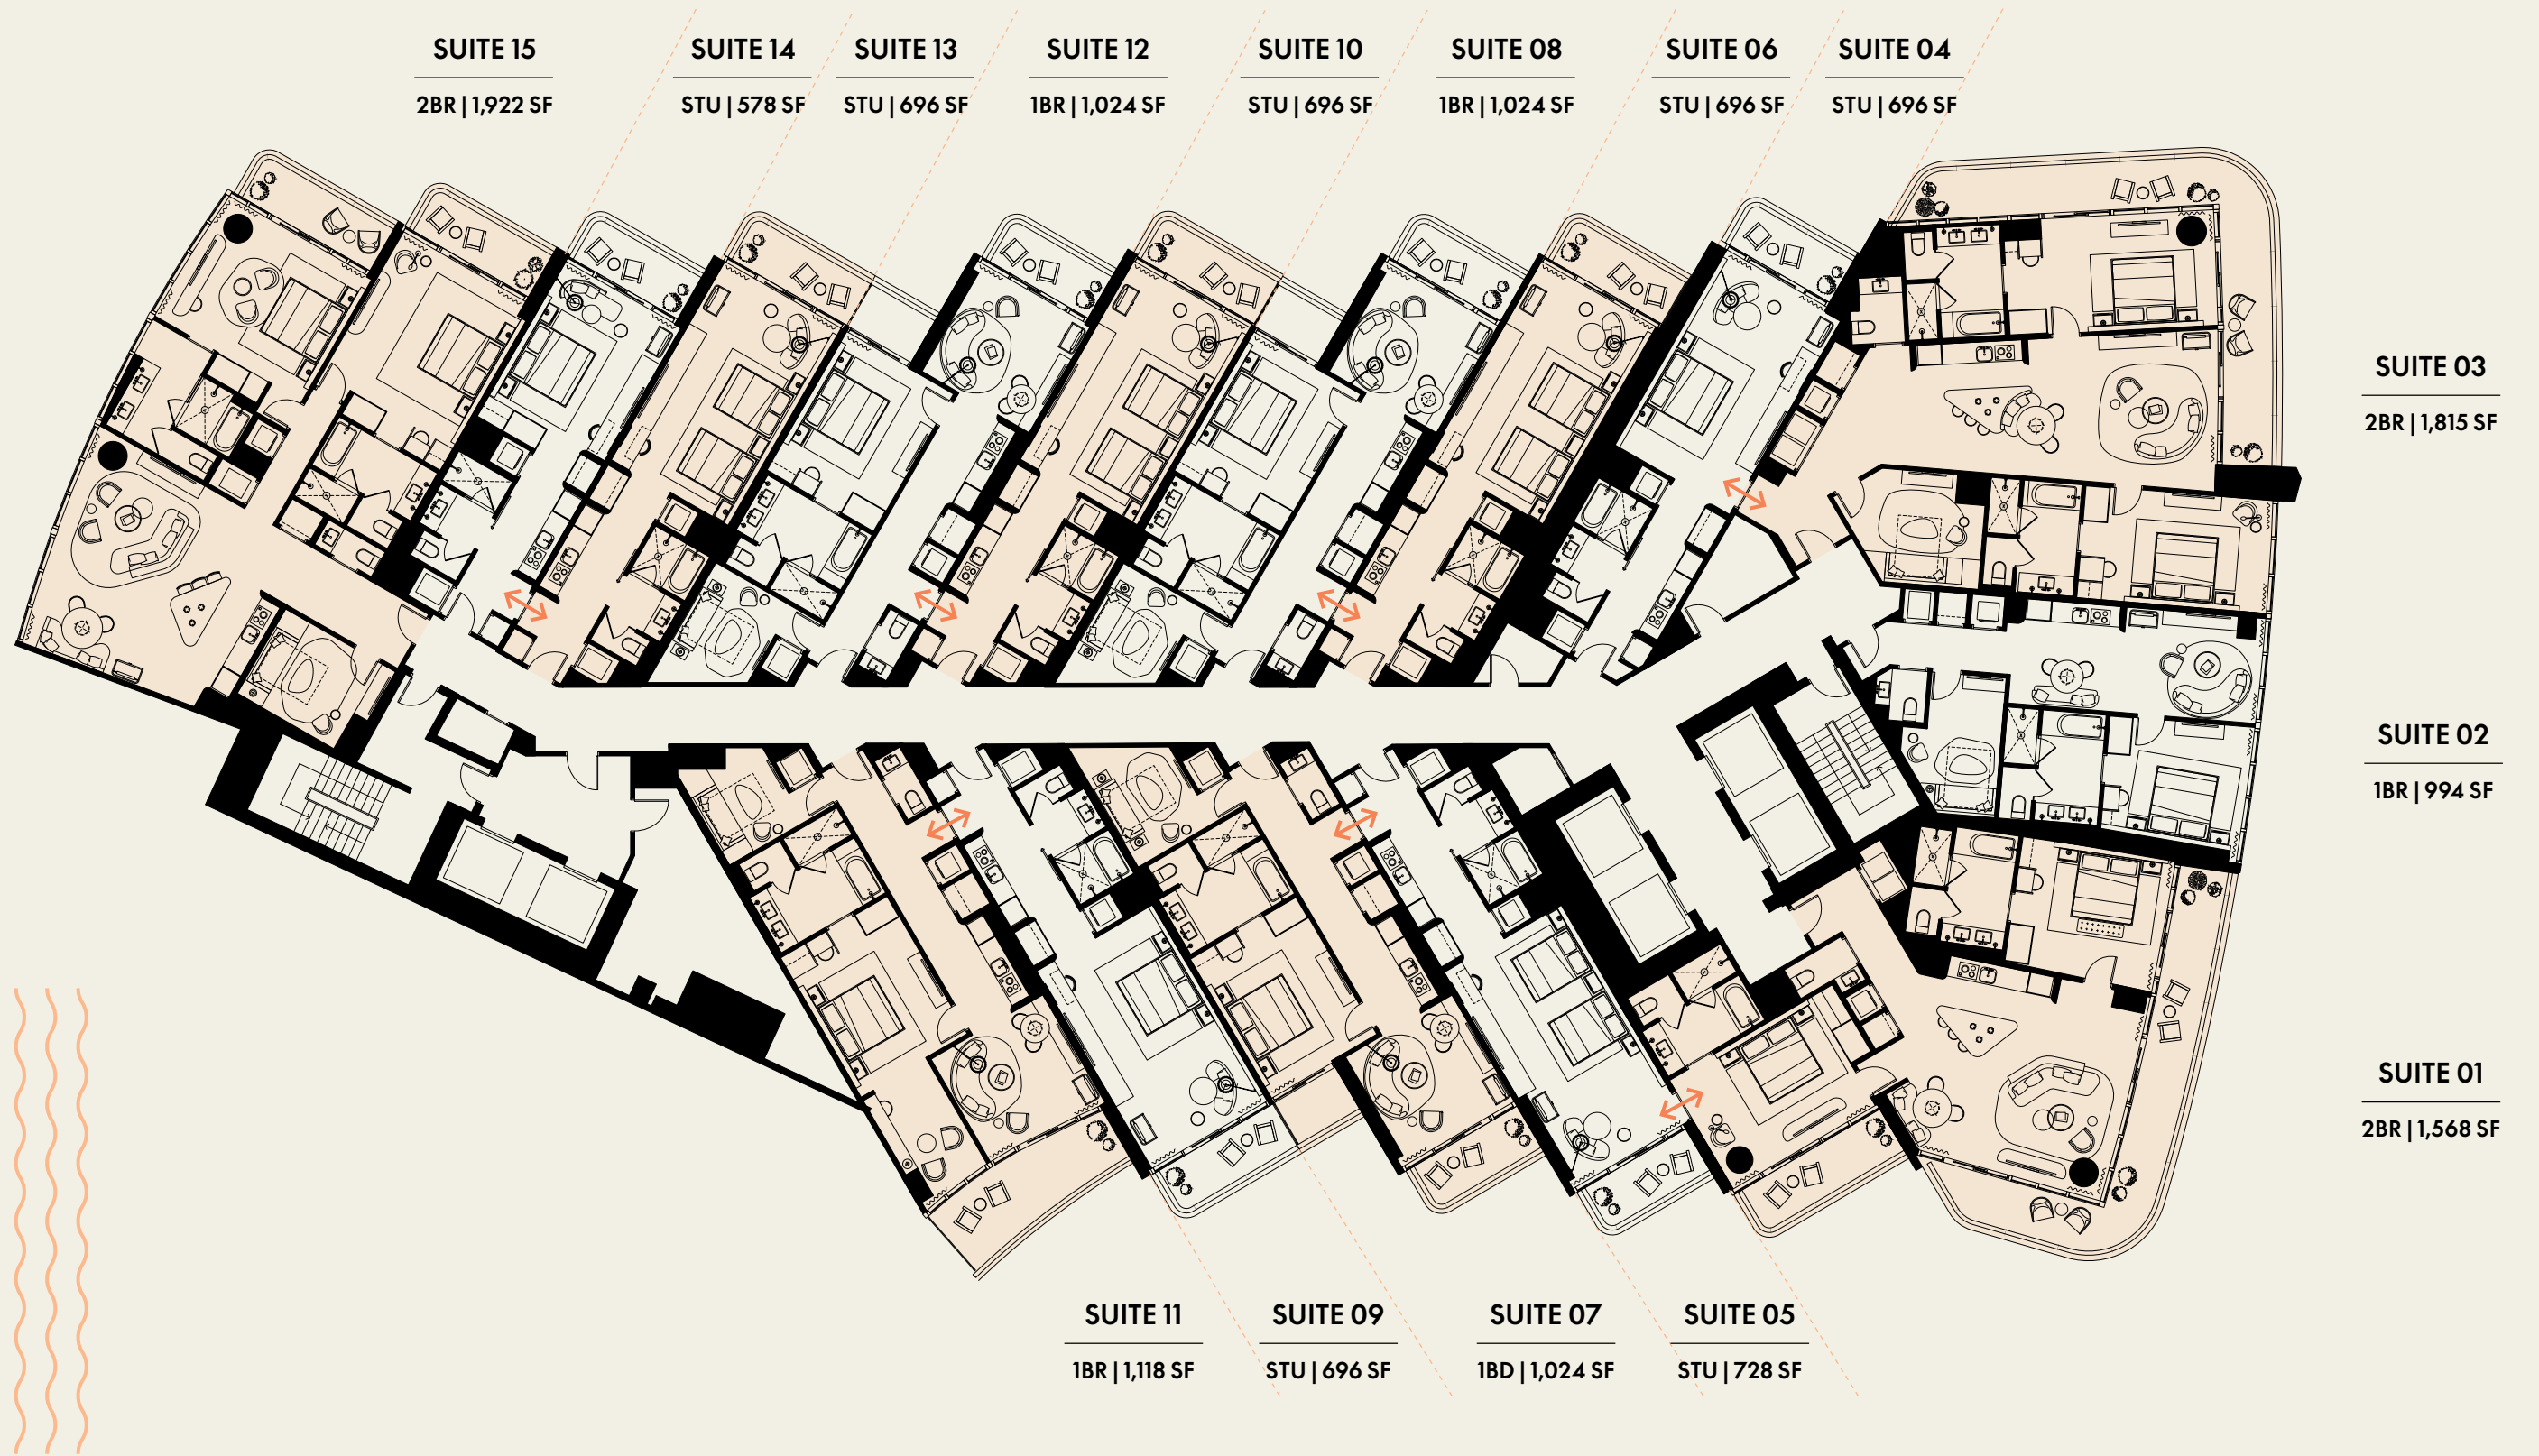 SUITE 15
2BR | 1,922 SF
SUITE 14
STU | 578 SF
SUITE 13
STU | 696 SF
SUITE 12
1BR | 1,024 SF
SUITE 10
STU | 696 SF
SUITE 08
1BR | 1,024 SF
SUITE 06
STU | 696 SF
SUITE 04
STU | 696 SF
SUITE 03
2BR | 1,815 SF
SUITE 02
1BR | 994 SF
SUITE 01
2BR | 1,568 SF
SUITE 11
1BR | 1,118 SF
SUITE 09
STU | 696 SF
SUITE 07
1BD | 1,024 SF
SUITE 05
STU | 728 SF